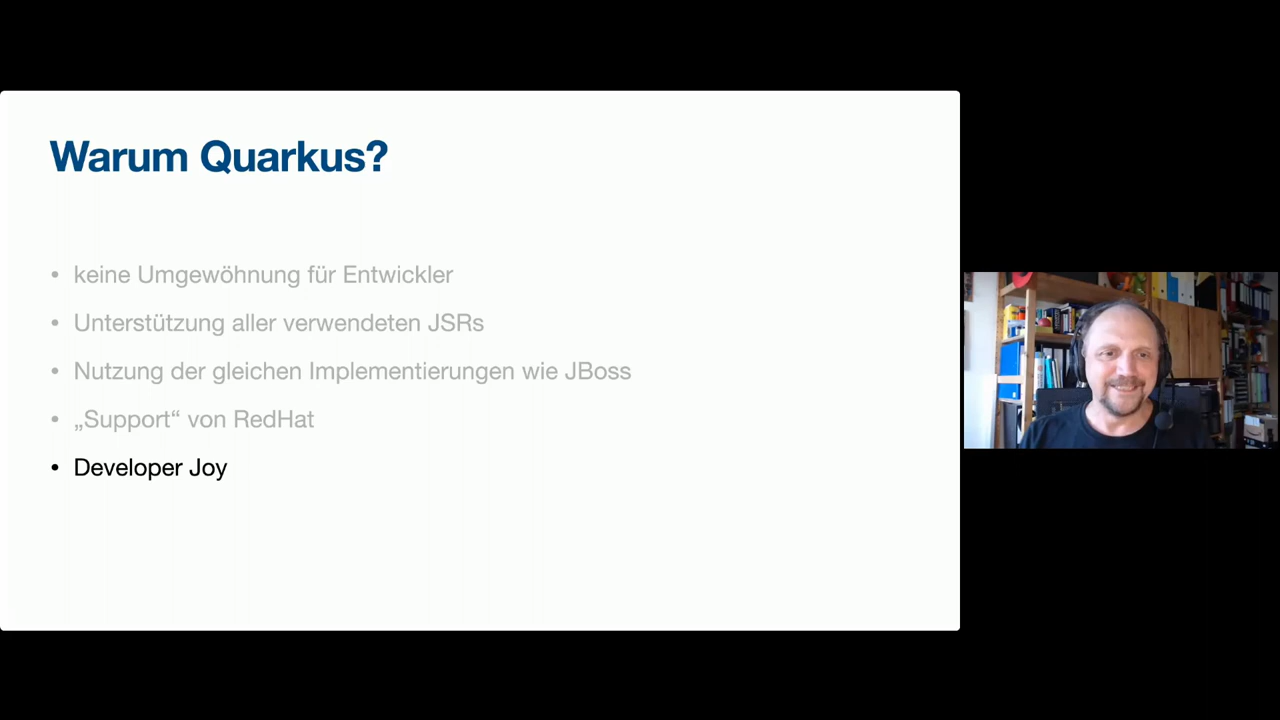 Warum Quarkus?
• keine Umgewöhnung für Entwickler
• Unterstützung aller verwendeten JSRs
• Nutzung der gleichen Implementierungen wie JBoss
• „Support“ von RedHat
• Developer Joy